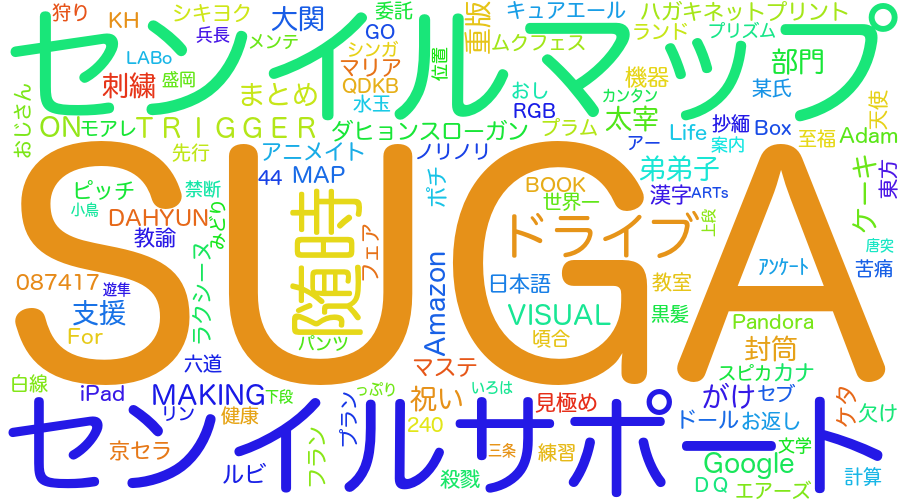 狩り KH シキヨク 大関 委託 重版 キュアエール ハガキネットプリント
兵長 メンテ GO ムクフェス ランド プリズム
センイルマップ
LABo シンガ 位置 部門
刺繍 盛岡 マリア 機器 某氏
まとめ QDKB おし カンタン 天使
おじさん 水玉 RGB 太宰 抄緬 Box 至福
ON モアレ TRIGGER ダヒョンスローガン プラム アー Life 案内 Adam
先行 アニメイト ノリノリ 弟弟子 ケーキ 東方
44 MAP ポチ BOOK 漢字 ARTs
ピッチ 禁断 世界一
小鳥 DAHYUN みどり 随時 ドライブ 上段
教諭 フェア 唐突
SUGA
ラクシーヌ Amazon ｱﾝｹｰﾄ 苦痛
087417 遊隼 日本語 教室
支援 VISUAL 黒髪
For パンツ 頃合 Pandora
六道 マステ 封筒
白線 iPad スピカ カナ
MAKING 下段 っぷり 祝い いろは 見極め がけ セブ ケタ
リン 健康 プラン 240 ドール お返し 欠け
センイルサポート
京セラ フラン 三条 練習 文学
ルビ 殺戮 Google 計算
ＤＱ エアーズ